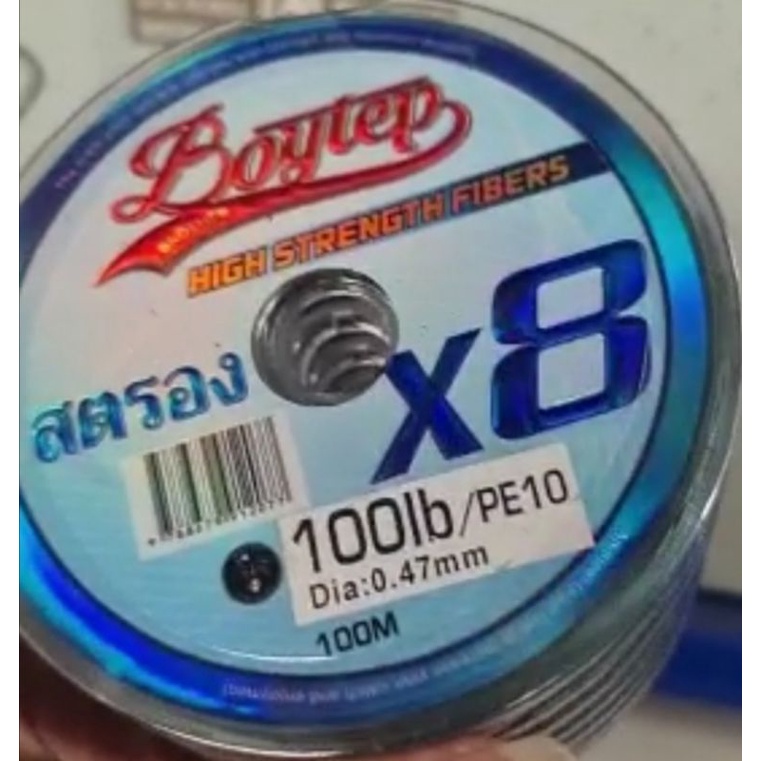 Boytep
HIGH STRENGTH FIBERS
x8
สตรอง
100lb/PE10
Dia:0.47mm
100M